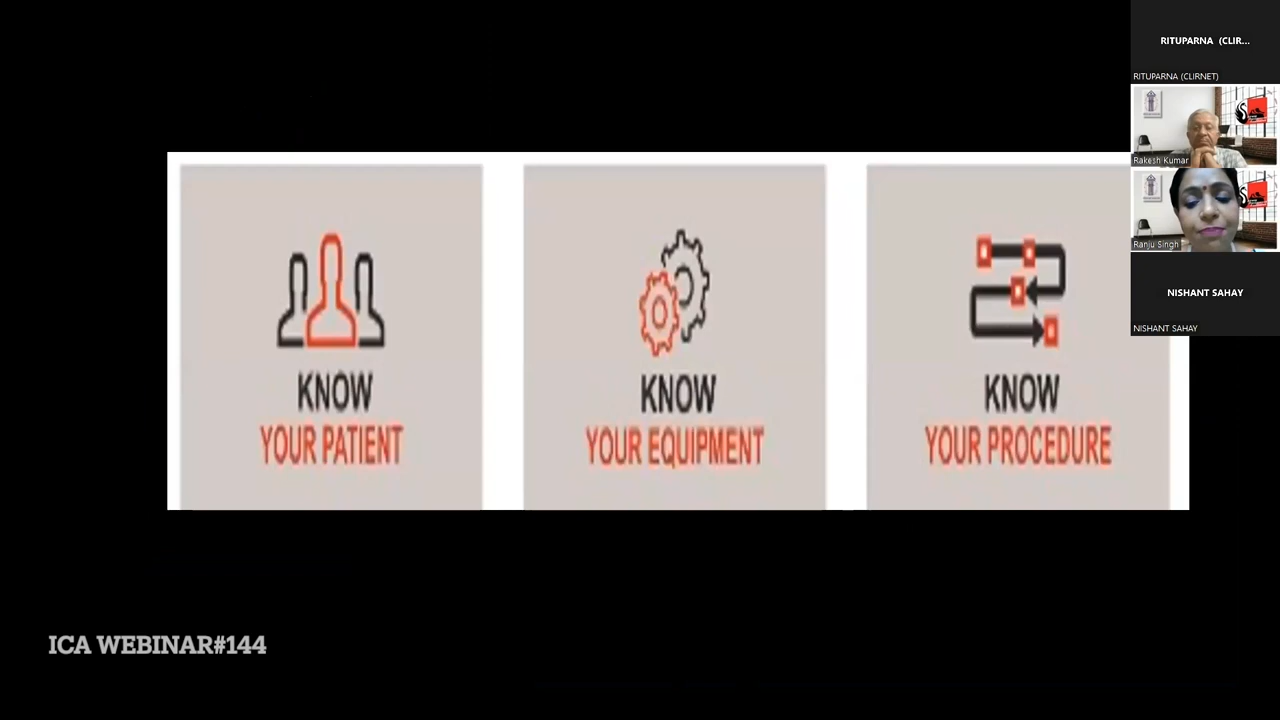 KNOW
YOUR PATIENT
KNOW
YOUR EQUIPMENT
KNOW
YOUR PROCEDURE
ICA WEBINAR#144
RITUPARNA (CLIR...
RITUPARNA (CLIRNET)
Rakesh Kumar
Ranju Singh
NISHANT SAHAY
NISHANT SAHAY